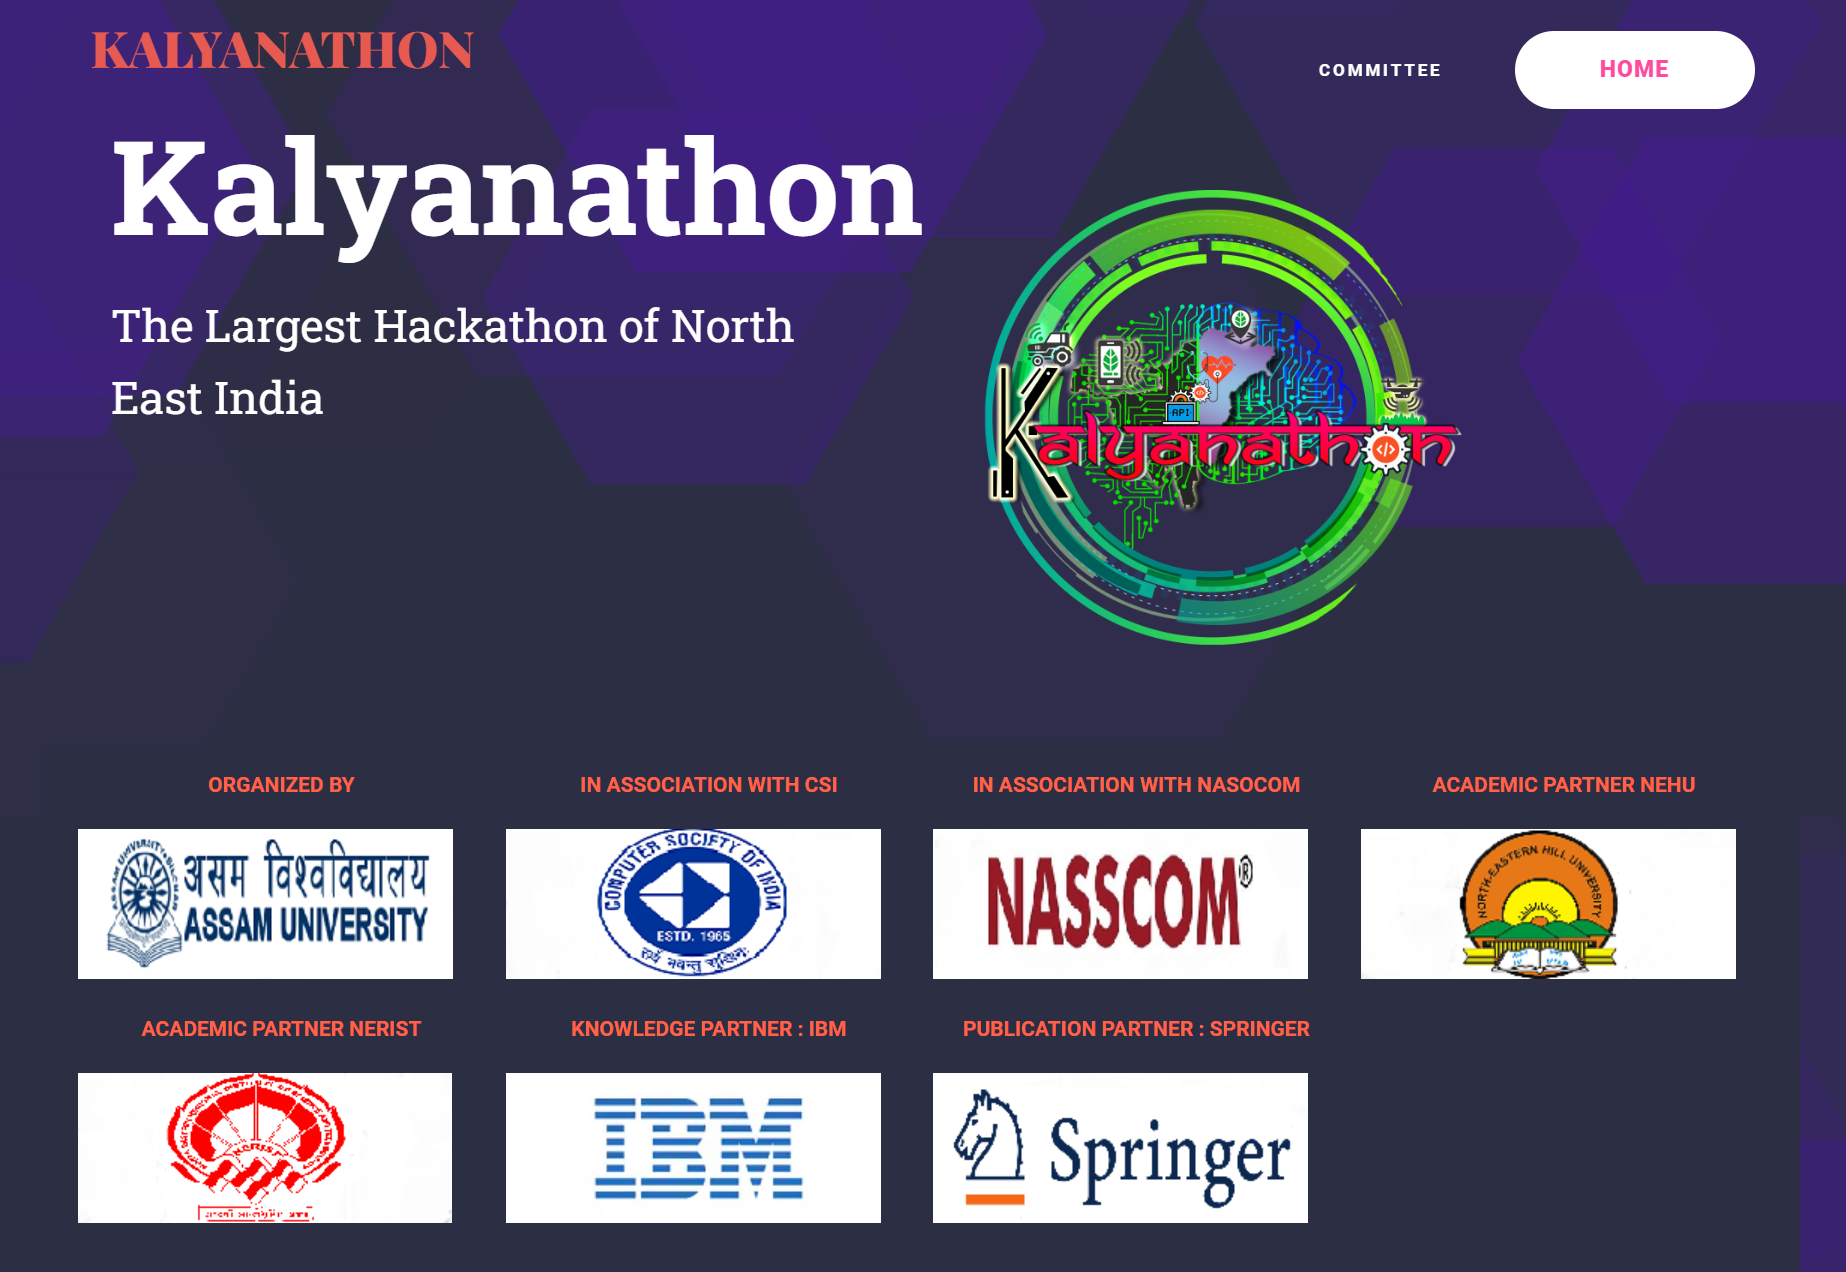 KALYANATHON
COMMITTEE
HOME
Kalyanathon
The Largest Hackathon of North
East India
API
Kalyanathon
ORGANIZED BY
IN ASSOCIATION WITH CSI
IN ASSOCIATION WITH NASOCOM
ACADEMIC PARTNER NEHU
असम विश्वविद्यालय
ASSAM UNIVERSITY
COMPUTER SOCIETY OF INDIA
ESTD. 1965
NASSCOM®
NORTH-EASTERN HILL UNIVERSITY
ACADEMIC PARTNER NERIST
KNOWLEDGE PARTNER : IBM
PUBLICATION PARTNER : SPRINGER
NERIST
IBM
Springer